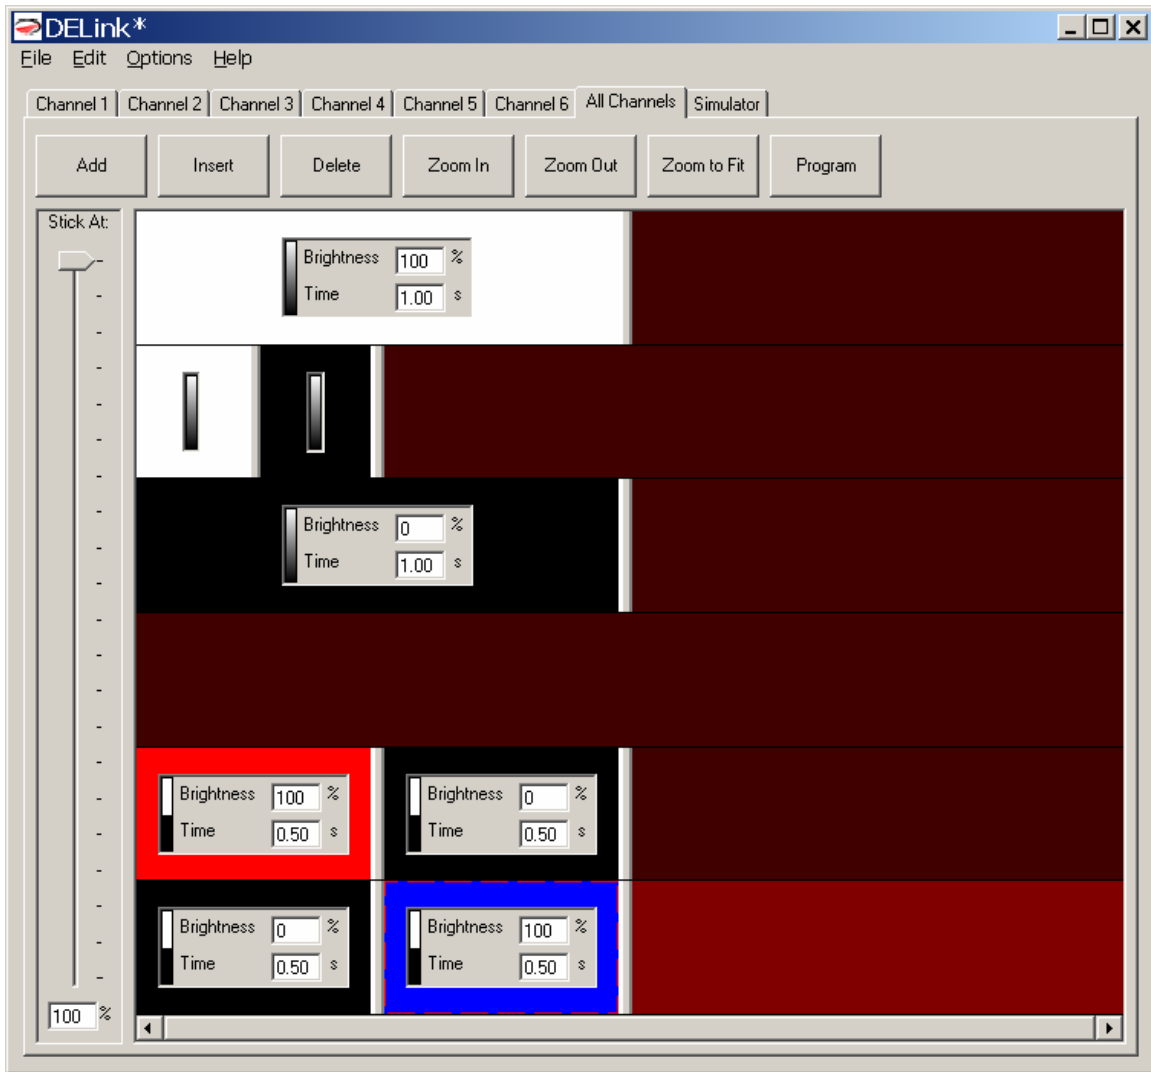 DELink*
File Edit Options Help
Channel 1 Channel 2 Channel 3 Channel 4 Channel 5 Channel 6 All Channels Simulator
Add Insert Delete Zoom In Zoom Out Zoom to Fit Program
Stick At:
Brightness 100 %
Time 1.00 s
Brightness 0 %
Time 1.00 s
Brightness 100 % Brightness 0 %
Time 0.50 s Time 0.50 s
Brightness 0 % Brightness 100 %
Time 0.50 s Time 0.50 s
100 %